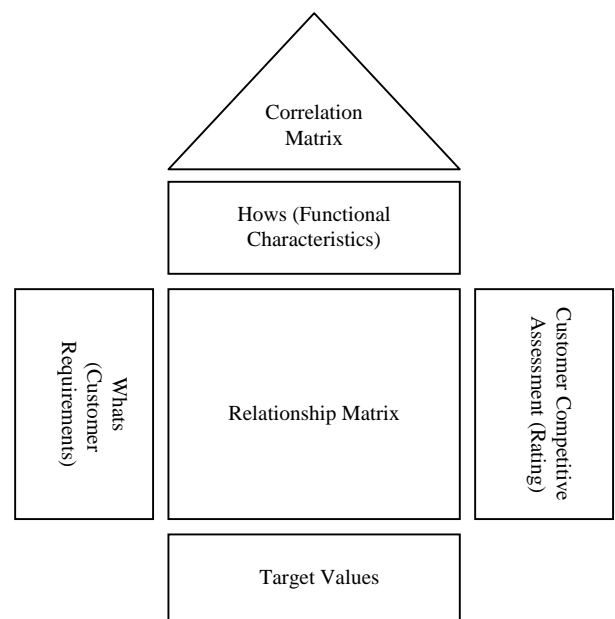 Correlation
Matrix
Hows (Functional
Characteristics)
Whats
(Customer
Requirements)
Relationship Matrix
Customer Competitive
Assessment (Rating)
Target Values